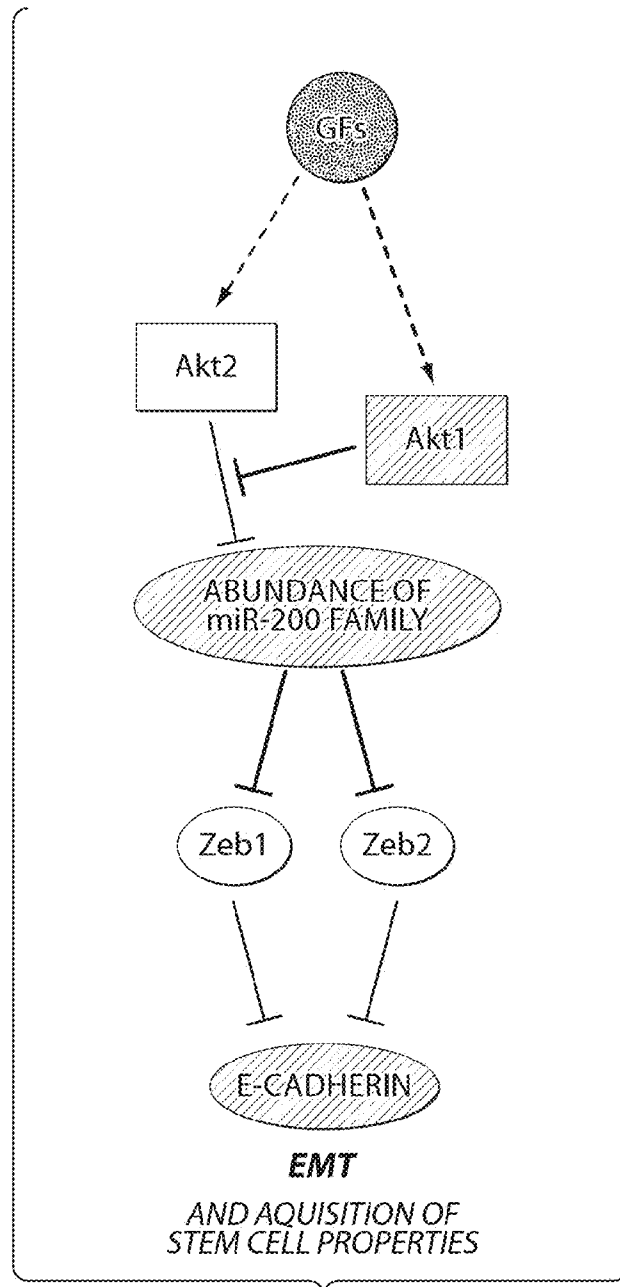 GFs
Akt2
Akt1
ABUNDANCE OF
miR-200 FAMILY
Zeb1
Zeb2
E-CADHERIN
EMT
AND AQUISITION OF
STEM CELL PROPERTIES